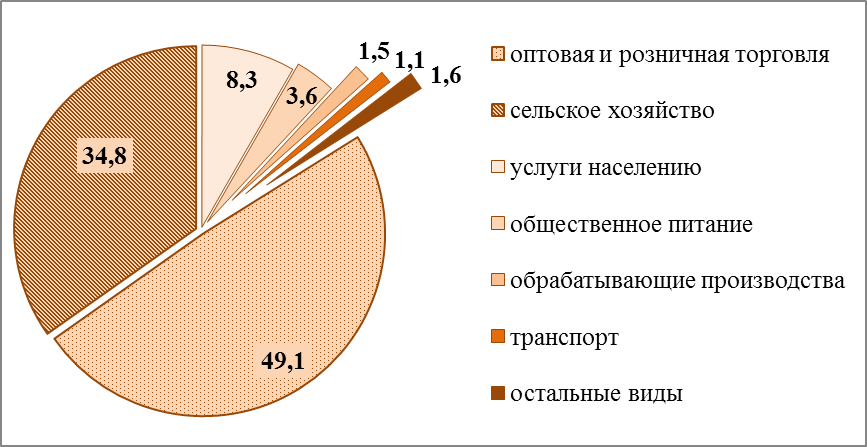 1,5
1,1
1,6
8,3
3,6
34,8
49,1
оптовая и розничная торговля
сельское хозяйство
услуги населению
общественное питание
обрабатывающие производства
транспорт
остальные виды